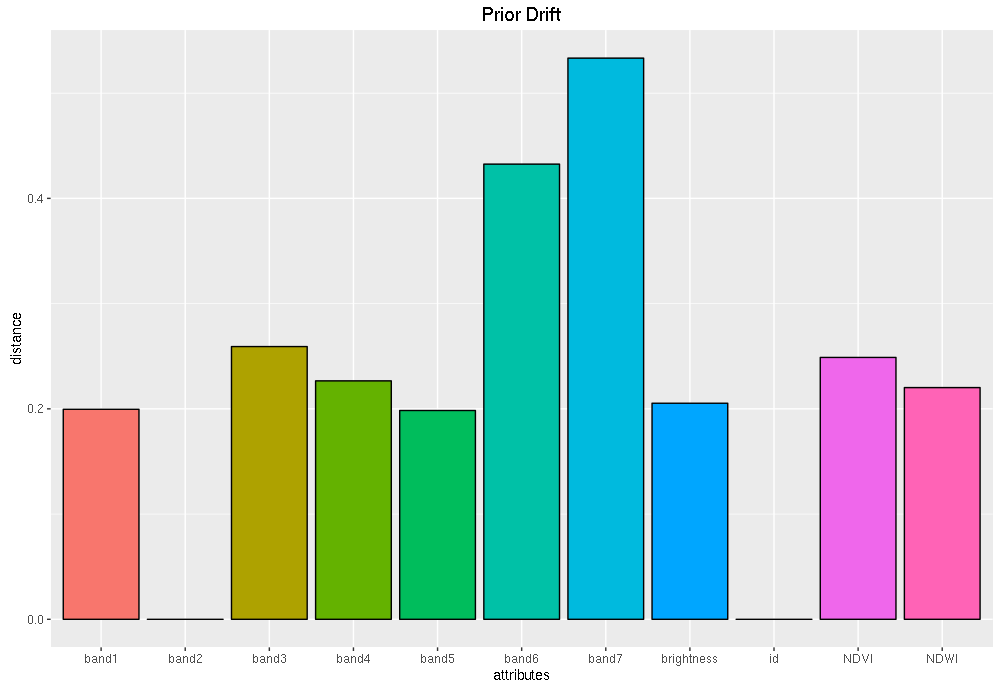 Prior Drift
distance
0.4
0.2
0.0
band1 band2 band3 band4 band5 band6 band7 brightness id NDVI NDWI
attributes